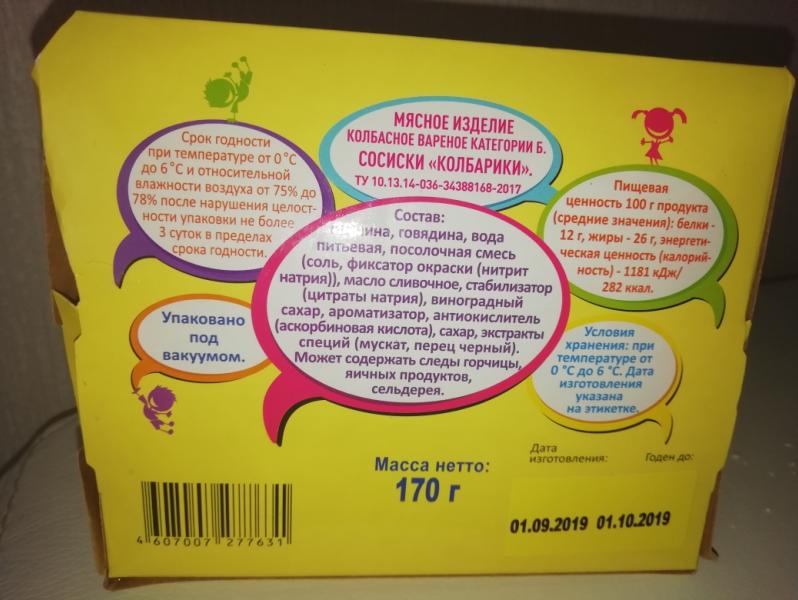 Срок годности
при температуре от 0 °С
до 6 °С и относительной
влажности воздуха от 75% до
78% после нарушения целост-
ности упаковки не более
3 суток в пределах
срока годности.
МЯСНОЕ ИЗДЕЛИЕ
КОЛБАСНОЕ ВАРЕНОЕ КАТЕГОРИИ Б.
СОСИСКИ «КОЛБАРИКИ».
ТУ 10.13.14-036-34388168-2017
Пищевая
ценность 100 г продукта
(средние значения): белки -
12 г, жиры - 26 г, энергети-
ческая ценность (калорий-
ность) - 1181 кДж/
282 ккал.
Состав:
говядина, вода
питьевая, посолочная смесь
(соль, фиксатор окраски (нитрит
натрия)), масло сливочное, стабилизатор
(цитраты натрия), виноградный
сахар, ароматизатор, антиокислитель
(аскорбиновая кислота), сахар, экстракты
специй (мускат, перец черный).
Может содержать следы горчицы,
яичных продуктов,
сельдерея.
Упаковано
под
вакуумом.
Условия
хранения: при
температуре от
0 °С до 6 °С. Дата
изготовления
указана
на этикетке.
Масса нетто:
170 г
Дата
изготовления:
Годен до:
01.09.2019 01.10.2019
4 607007 277631